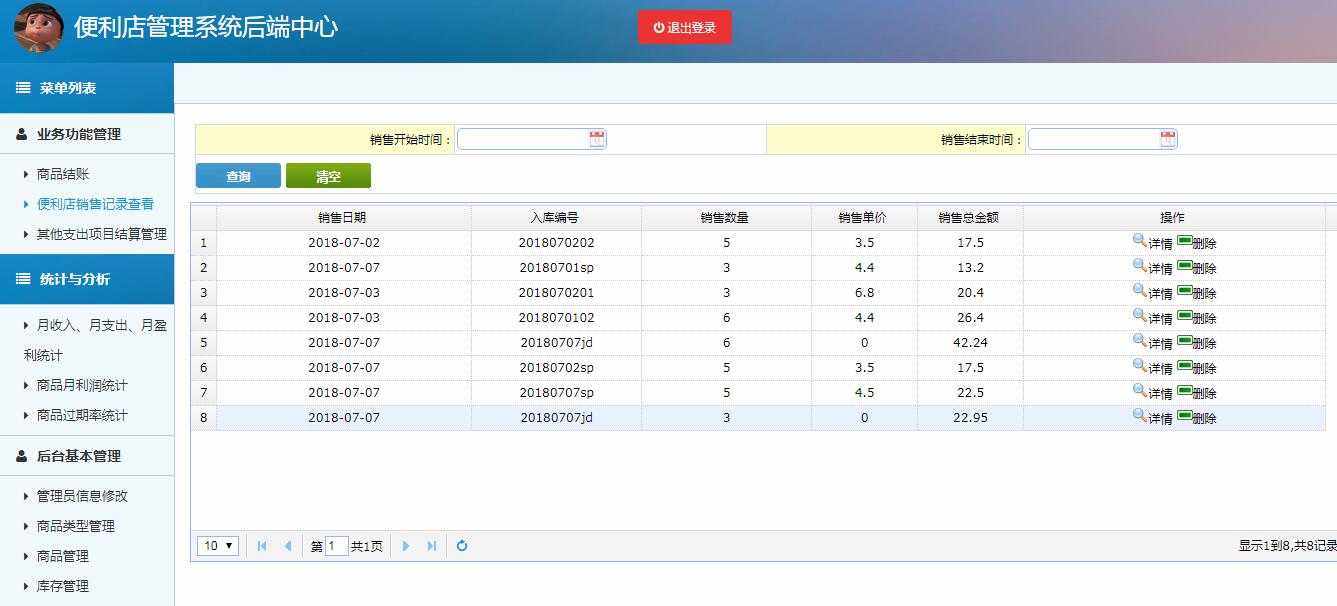 便利店管理系统后端中心
退出登录
菜单列表
业务功能管理
商品结账
便利店销售记录查看
其他支出项目结算管理
统计与分析
月收入、月支出、月盈
利统计
商品月利润统计
商品过期率统计
后台基本管理
管理员信息修改
商品类型管理
商品管理
库存管理
销售开始时间： 销售结束时间：
查询 清空
销售日期 入库编号 销售数量 销售单价 销售总金额 操作
1 2018-07-02 2018070202 5 3.5 17.5 详情 删除
2 2018-07-07 20180701sp 3 4.4 13.2 详情 删除
3 2018-07-03 2018070201 3 6.8 20.4 详情 删除
4 2018-07-03 2018070102 6 4.4 26.4 详情 删除
5 2018-07-07 20180707jd 6 0 42.24 详情 删除
6 2018-07-07 20180702sp 5 3.5 17.5 详情 删除
7 2018-07-07 20180707sp 5 4.5 22.5 详情 删除
8 2018-07-07 20180707jd 3 0 22.95 详情 删除
10 第 1 共1页 显示1到8,共8记录